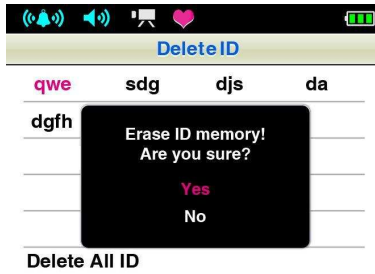 Delete ID
qwe sdg djs da
dgfh
Erase ID memory!
Are you sure?
Yes
No
Delete All ID